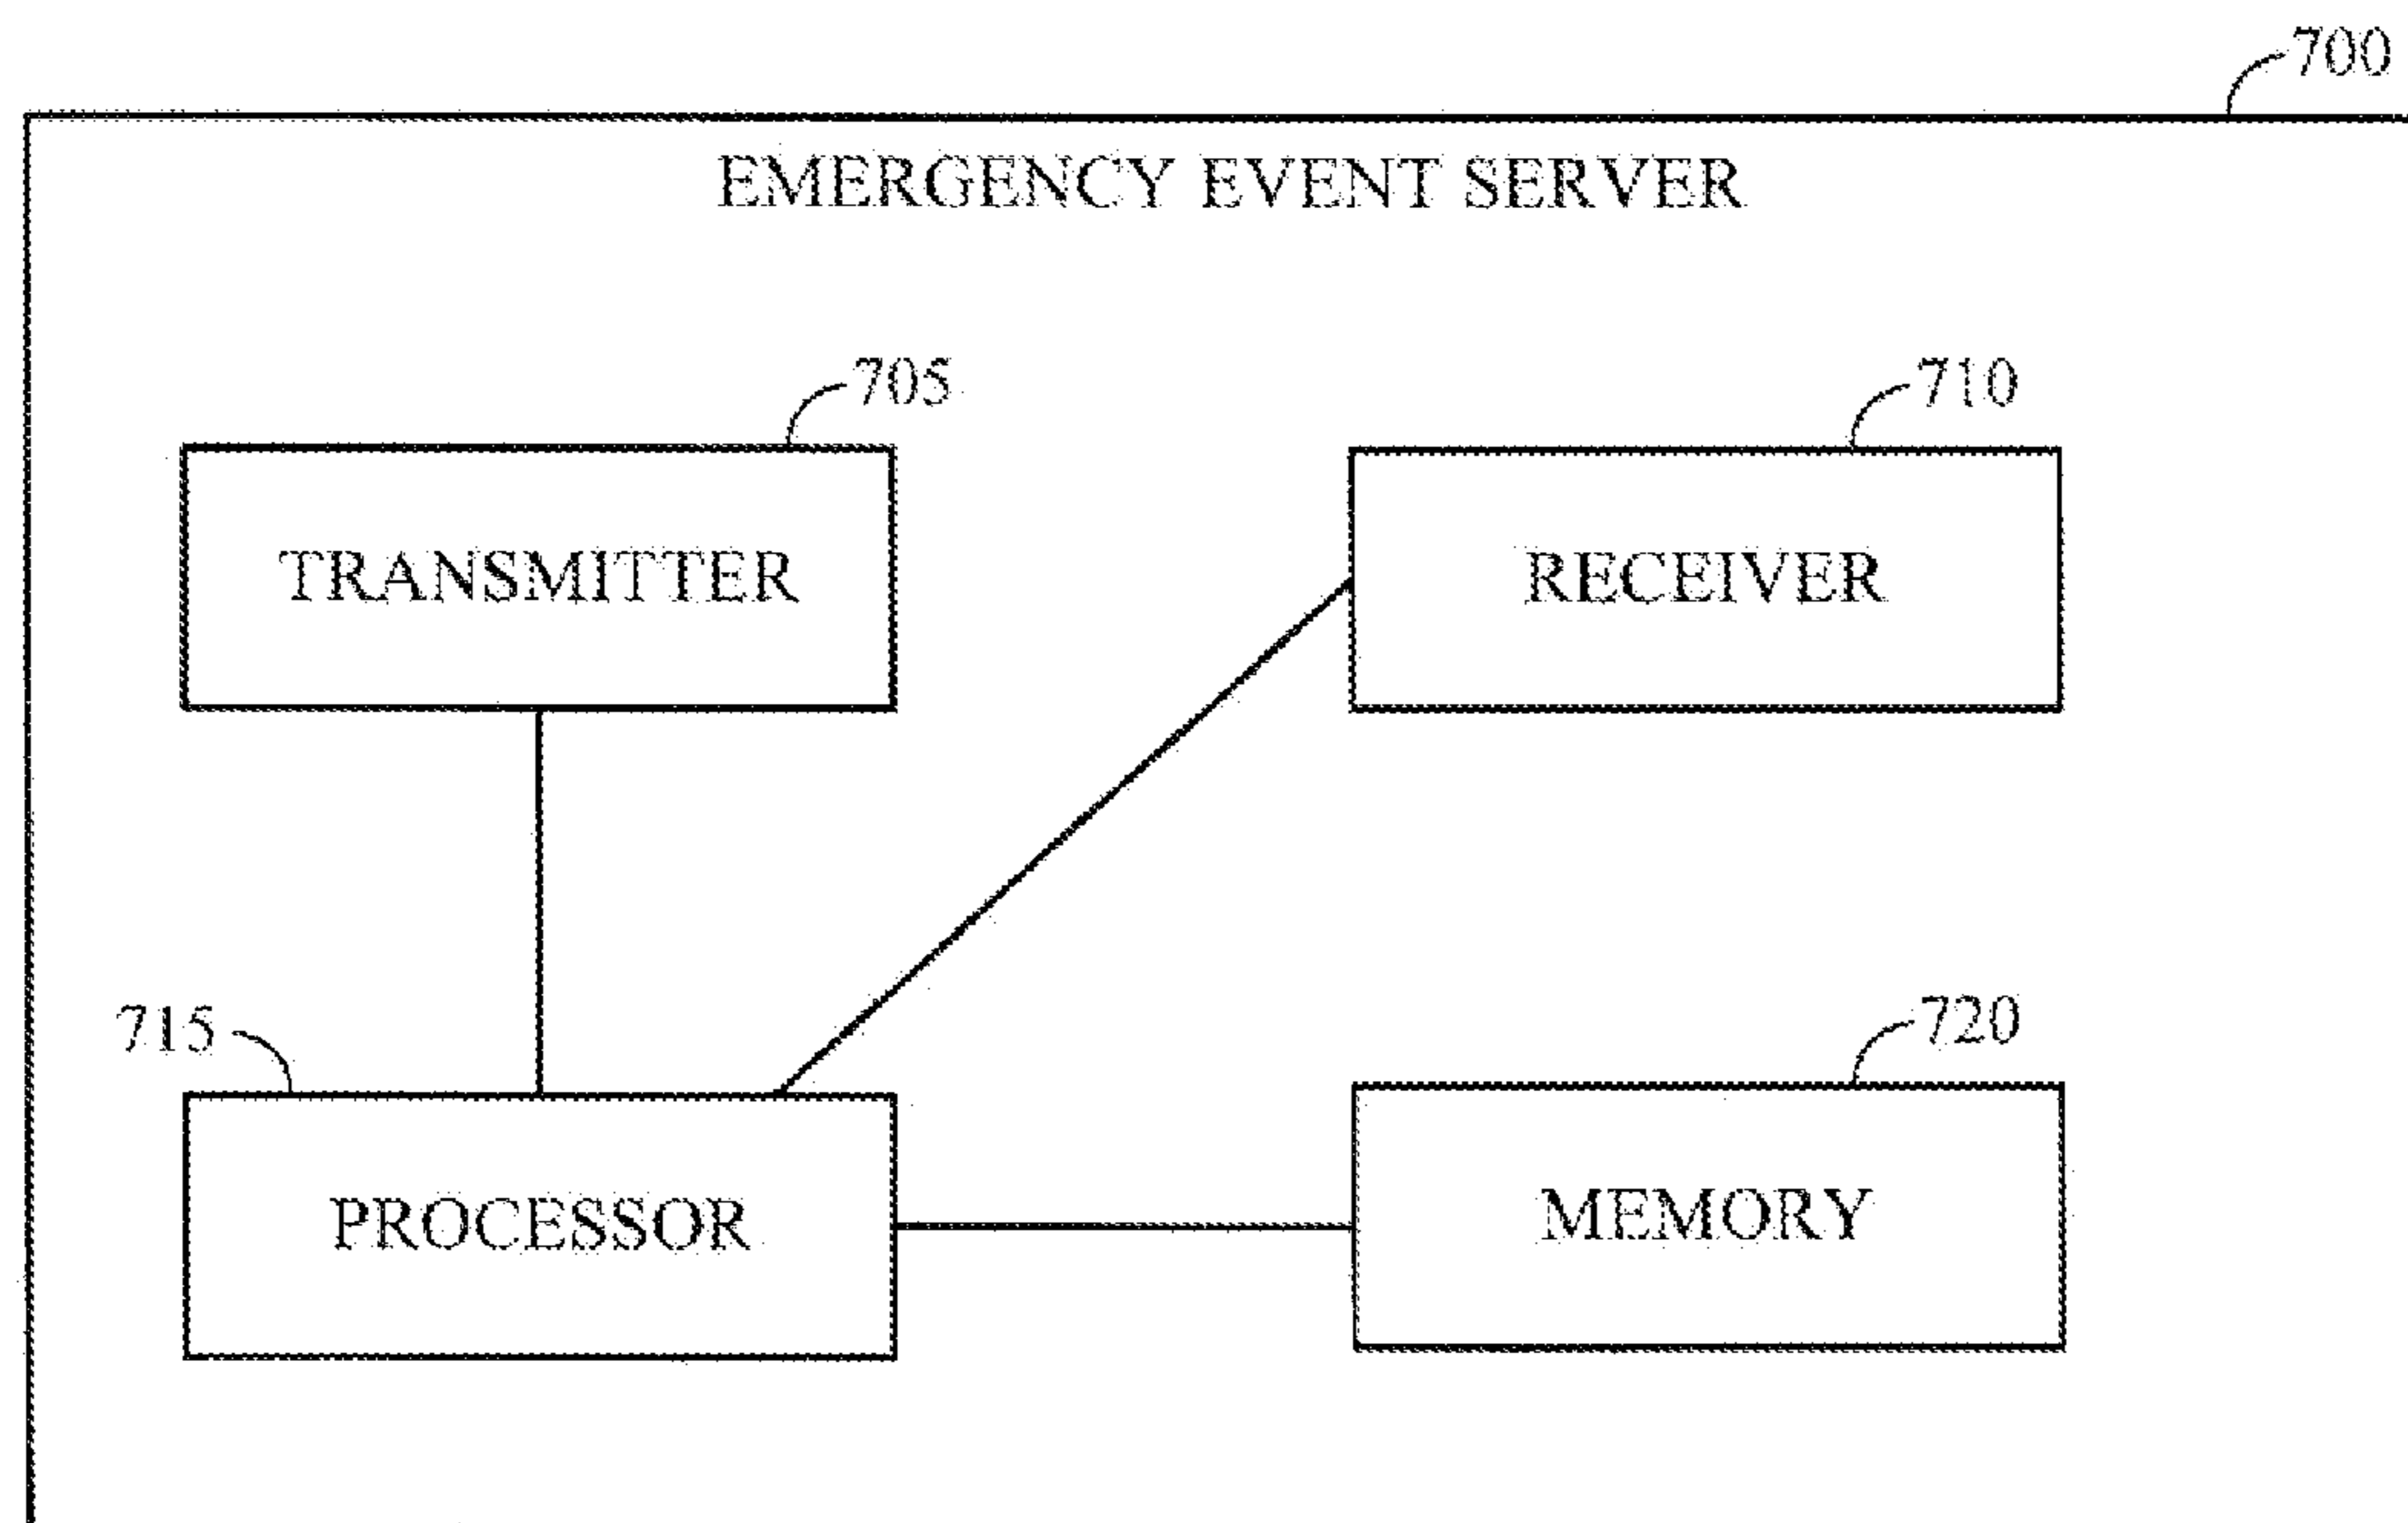 700
EMERGENCY EVENT SERVER
705
710
TRANSMITTER
RECEIVER
715
720
PROCESSOR
MEMORY